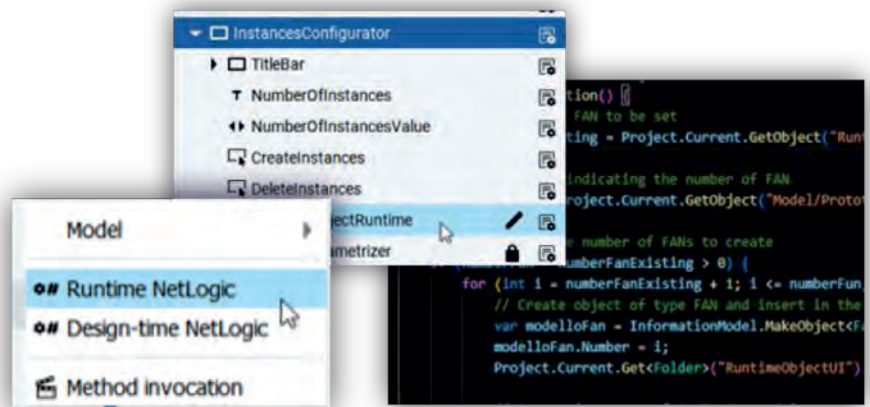 InstancesConfigurator
TitleBar
NumberOfInstances
NumberOfInstancesValue
CreateInstances
DeleteInstances
jectRuntime
ametrizer
Model
Runtime NetLogic
Design-time NetLogic
Method invocation
tion() {
FAN to be set
ting = Project.Current.GetObject("Run
indicating the number of FAN
roject.Current.GetObject("Model/Proto
e number of FANs to create
numberFanExisting > 0) {
for (int i = numberFanExisting + 1; i <= numberFun
// Create object of type FAN and insert in the
var modelloFan = InformationModel.MakeObject<F
modelloFan.Number = i;
Project.Current.Get<Folder>("RuntimeObjectUI")